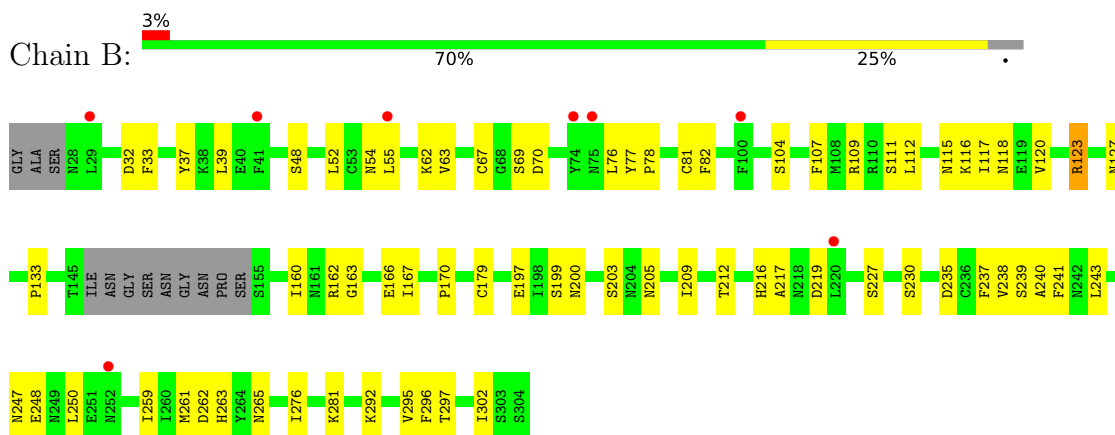 3%
Chain B:
70% 25% •
GLY ALA SER N28 L29 D32 F33 Y37 K38 L39 E40 F41 S48 L52 C53 N54 L55 K62 V63 C67 G68 S69 D70 Y74 N75 L76 Y77 P78 C81 F82 F100 S104 F107 M108 R109 R110 S111 L112 N115 K116 I117 N118 E119 V120 R123 N127
P133 T145 ILE ASN GLY SER ASN GLY ASN PRO SER S155 I160 N161 R162 G163 E166 I167 P170 C179 E197 I198 S199 N200 S203 N204 N205 I209 T212 H216 A217 N218 D219 L220 S227 S230 D235 C236 F237 V238 S239 A240 F241 N242 L243
N247 E248 N249 L250 E251 N252 I259 I260 M261 D262 H263 Y264 N265 I276 K281 K292 V295 F296 T297 I302 S303 S304